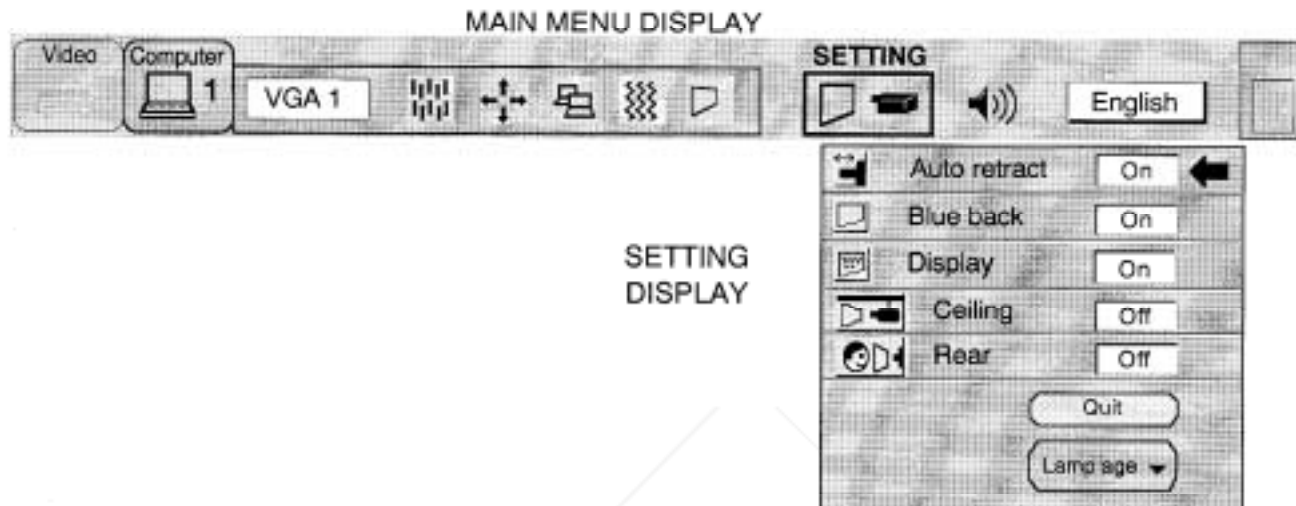 MAIN MENU DISPLAY
Video
Computer
1
VGA 1
SETTING
English
Auto retract On
Blue back On
SETTING
DISPLAY
Display On
Ceiling Off
Rear Off
Quit
Lamp age